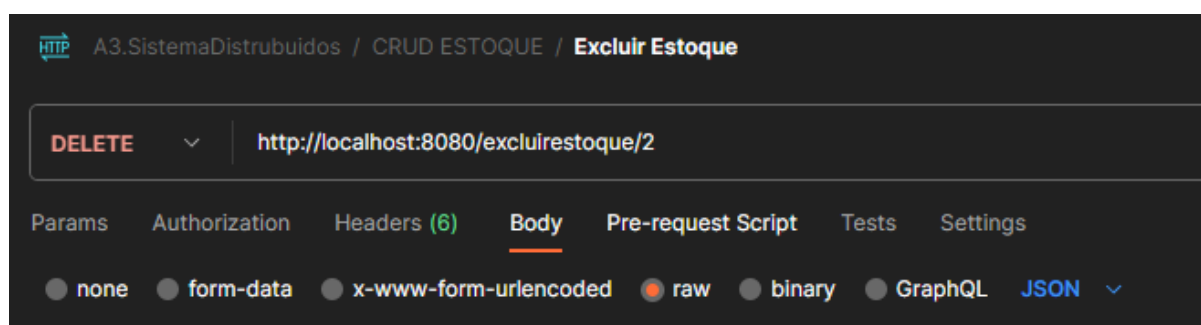 HTTP A3.SistemaDistrubuidos / CRUD ESTOQUE / Excluir Estoque
DELETE http://localhost:8080/excluirestoque/2
Params Authorization Headers (6) Body Pre-request Script Tests Settings
none form-data x-www-form-urlencoded raw binary GraphQL JSON